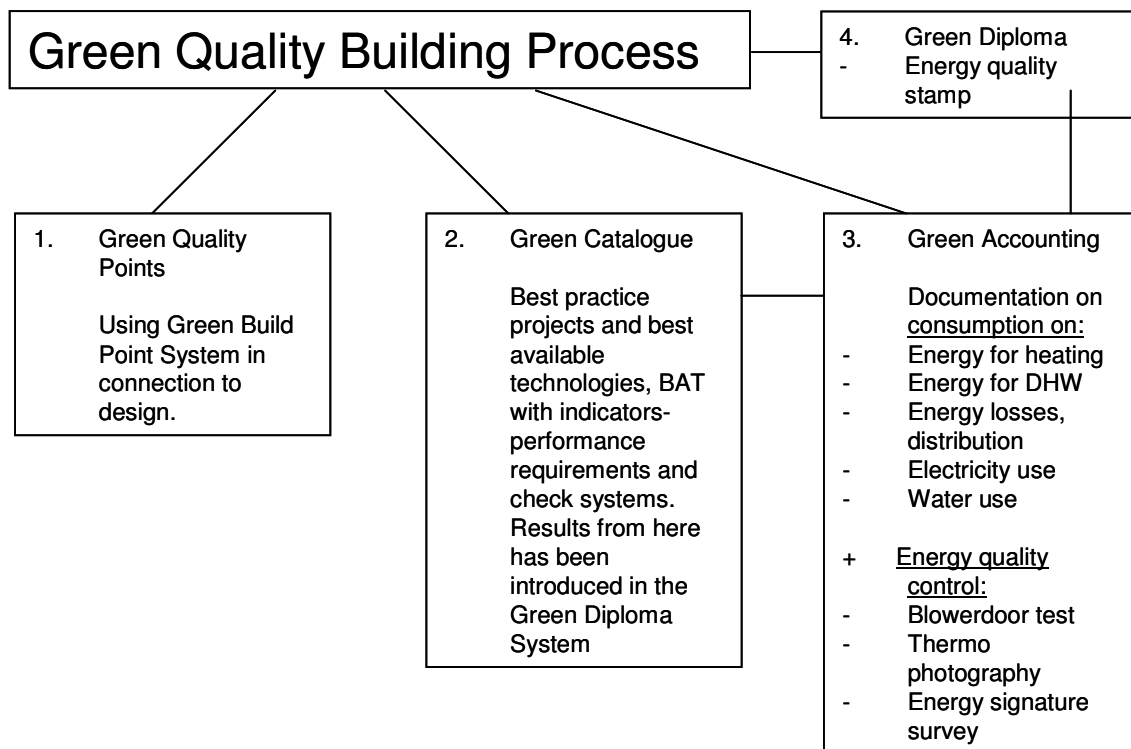 Green Quality Building Process
4. Green Diploma
- Energy quality
stamp
1. Green Quality
Points
Using Green Build
Point System in
connection to
design.
2. Green Catalogue
Best practice
projects and best
available
technologies, BAT
with indicators-
performance
requirements and
check systems.
Results from here
has been
introduced in the
Green Diploma
System
3. Green Accounting
Documentation on
consumption on:
- Energy for heating
- Energy for DHW
- Energy losses,
distribution
- Electricity use
- Water use
+ Energy quality
control:
- Blowerdoor test
- Thermo
photography
- Energy signature
survey